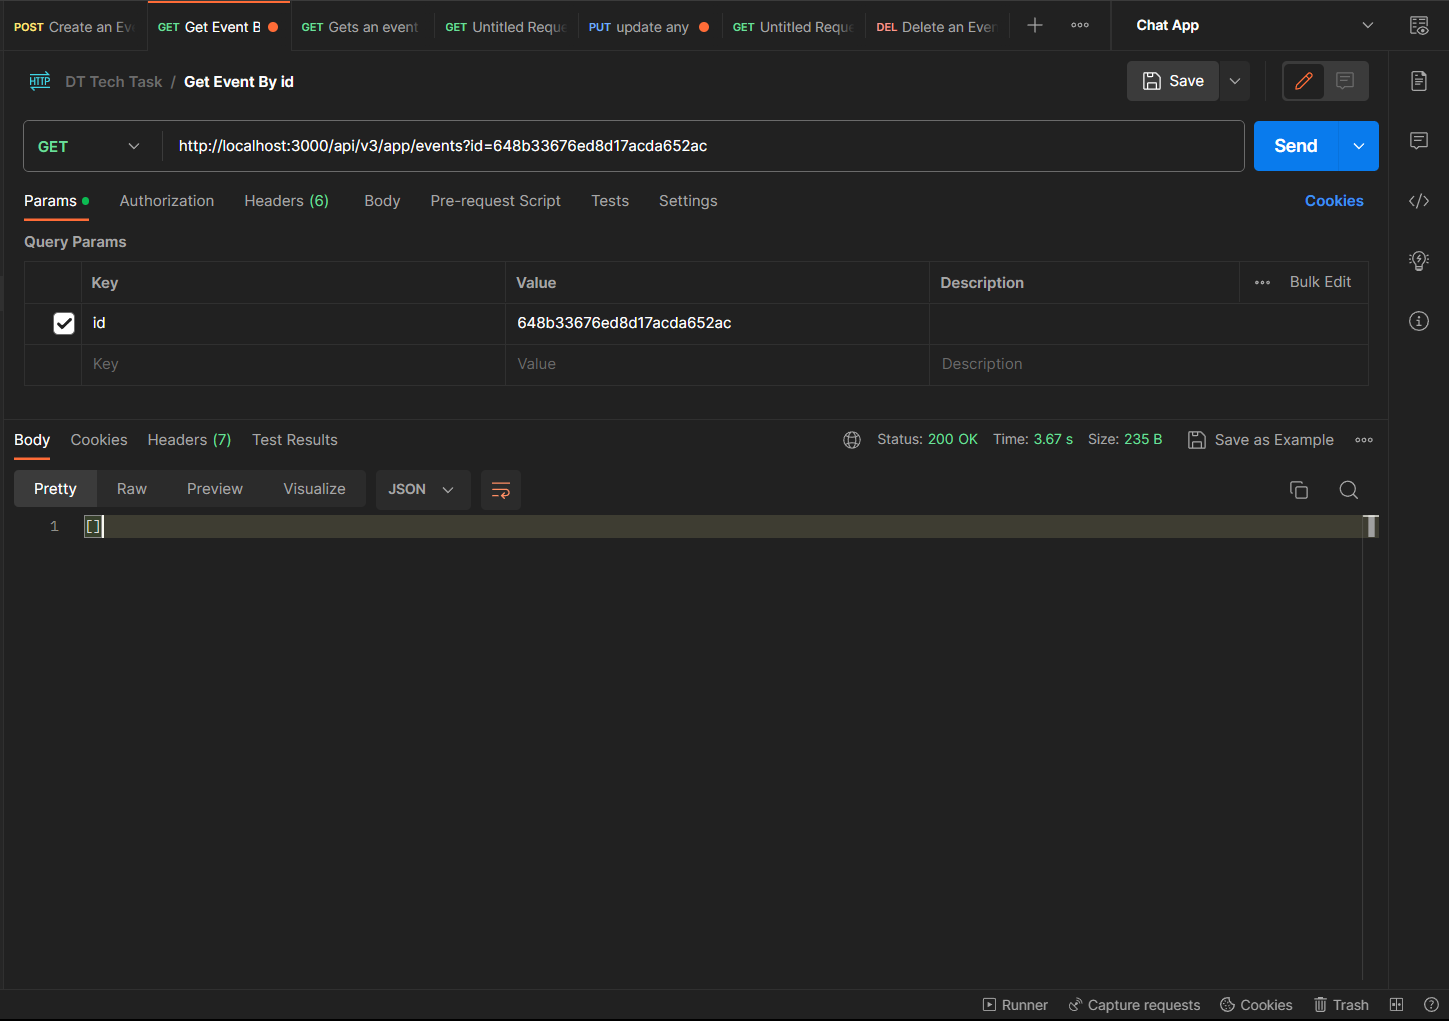 POST Create an Ev GET Get Event B GET Gets an event GET Untitled Reque PUT update any GET Untitled Reque DEL Delete an Even Chat App
HTTP DT Tech Task / Get Event By id Save
GET http://localhost:3000/api/v3/app/events?id=648b33676ed8d17acda652ac Send
Params Authorization Headers (6) Body Pre-request Script Tests Settings Cookies
Query Params
Key Value Description Bulk Edit
id 648b33676ed8d17acda652ac
Key Value Description
Body Cookies Headers (7) Test Results Status: 200 OK Time: 3.67 s Size: 235 B Save as Example
Pretty Raw Preview Visualize JSON
1 []
Runner Capture requests Cookies Trash